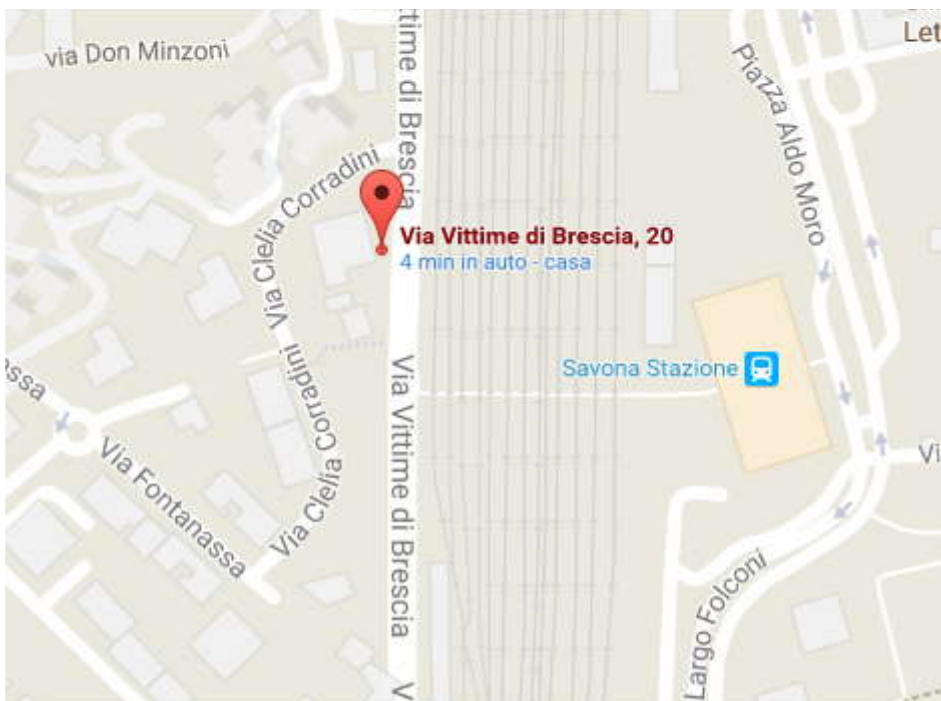 Let
via Don Minzoni
ttime di Brescia
Piazza Aldo Moro
Via Clelia Corradini
Via Vittime di Brescia, 20
4 min in auto - casa
Savona Stazione
ossa
Via Vittime di Brescia
Via Clelia Corradini
Via Fontanassa
Vi
Largo Folconi
V